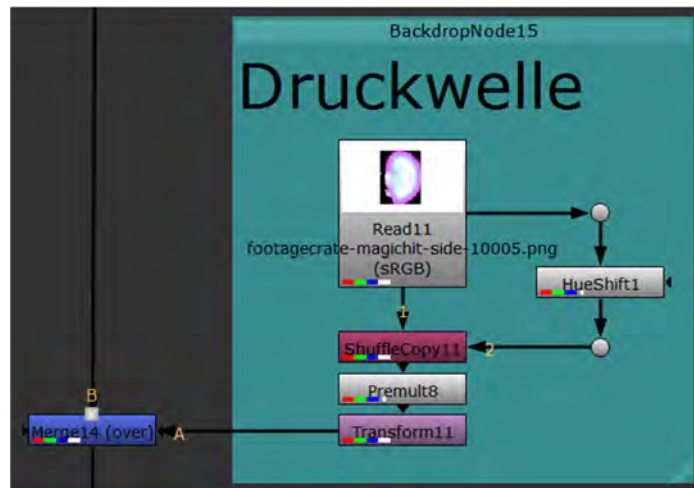 BackdropNode15
Druckwelle
Read11
footagecrate-magichit-side-10005.png
(sRGB)
HueShift1
1
ShuffleCopy11
2
Premult8
B
Merge14 (over)
A
Transform11